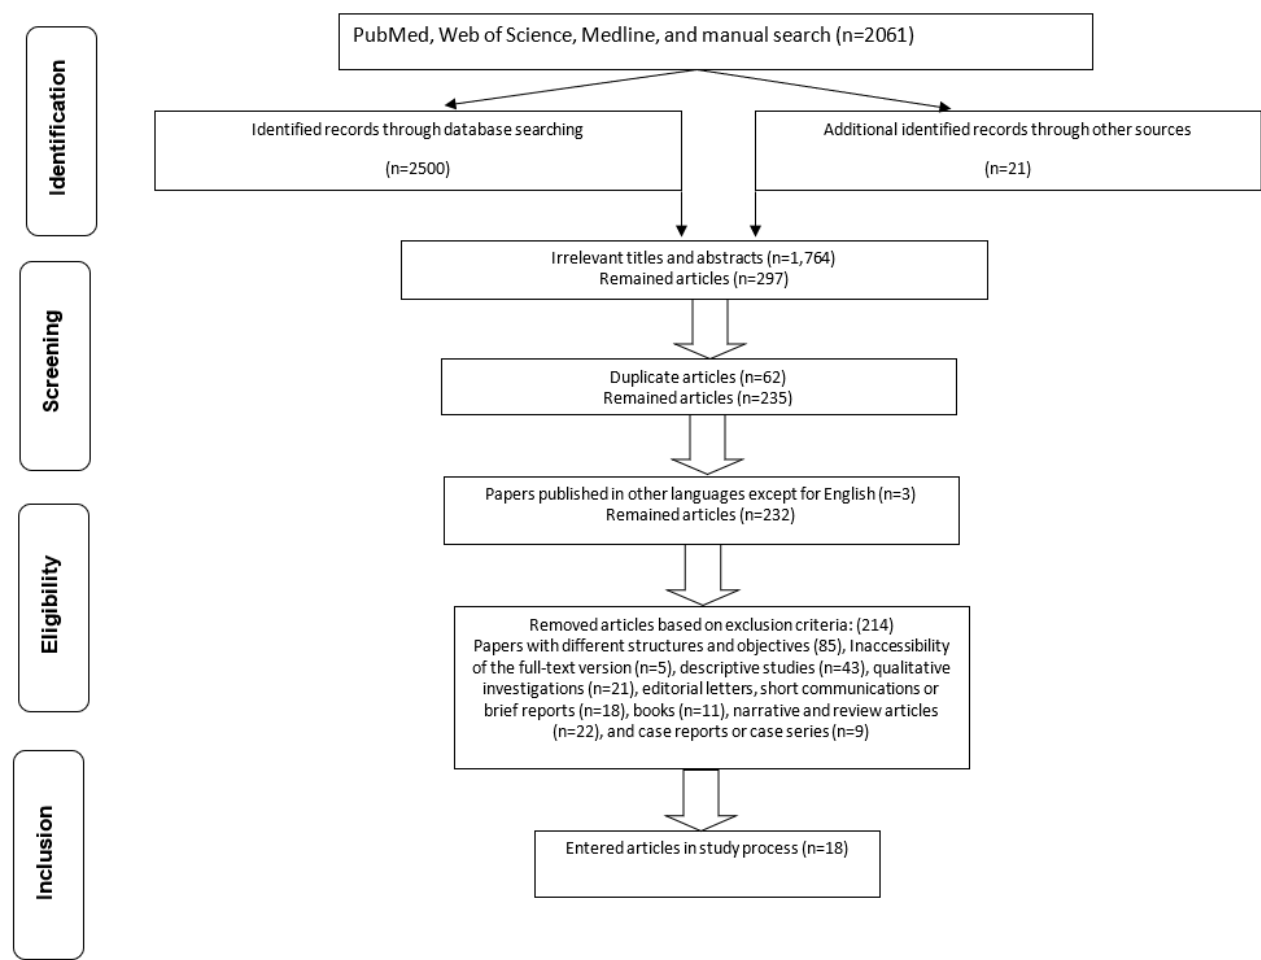 PubMed, Web of Science, Medline, and manual search (n=2061)
Identification
Identified records through database searching
(n=2500)
Additional identified records through other sources
(n=21)
Screening
Irrelevant titles and abstracts (n=1,764)
Remained articles (n=297)
Duplicate articles (n=62)
Remained articles (n=235)
Eligibility
Papers published in other languages except for English (n=3)
Remained articles (n=232)
Removed articles based on exclusion criteria: (214)
Papers with different structures and objectives (85), Inaccessibility
of the full-text version (n=5), descriptive studies (n=43), qualitative
investigations (n=21), editorial letters, short communications or
brief reports (n=18), books (n=11), narrative and review articles
(n=22), and case reports or case series (n=9)
Inclusion
Entered articles in study process (n=18)